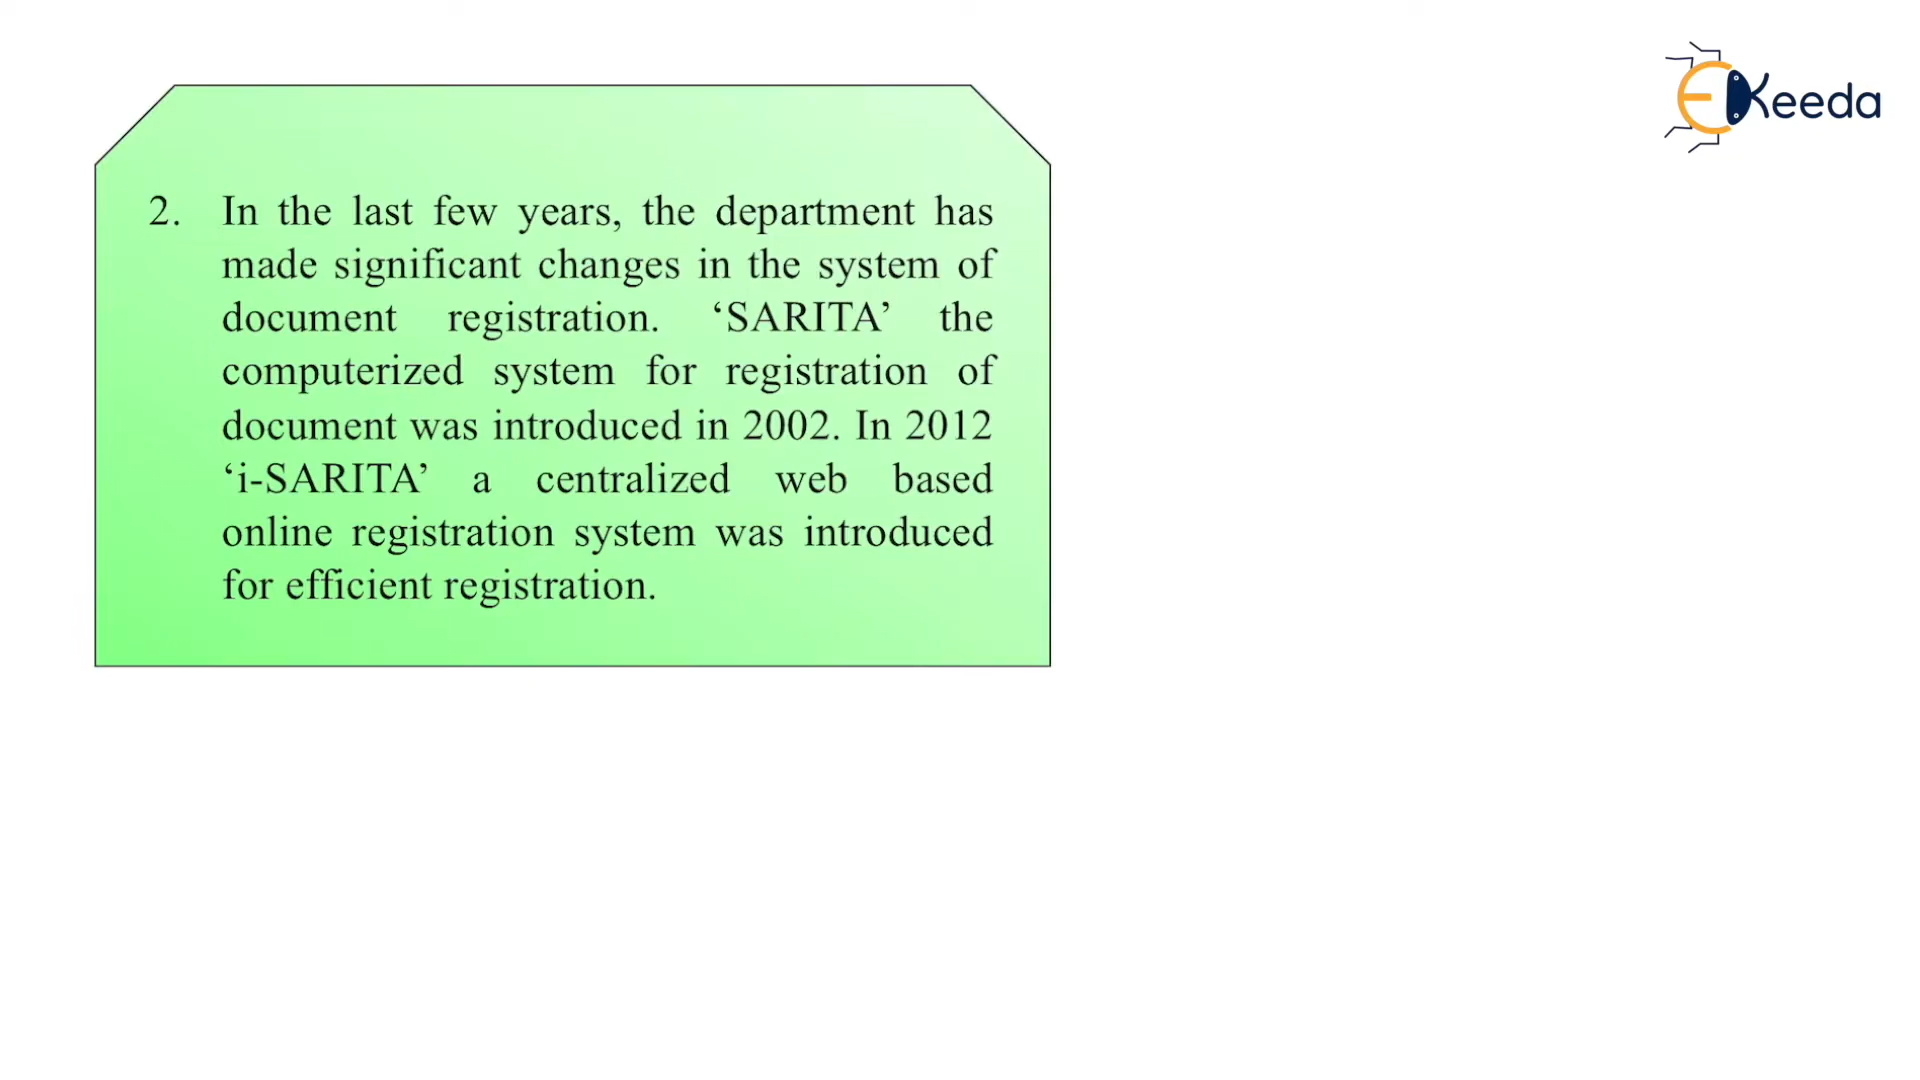 EKeeda
2. In the last few years, the department has
made significant changes in the system of
document registration. ‘SARITA’ the
computerized system for registration of
document was introduced in 2002. In 2012
‘i-SARITA’ a centralized web based
online registration system was introduced
for efficient registration.